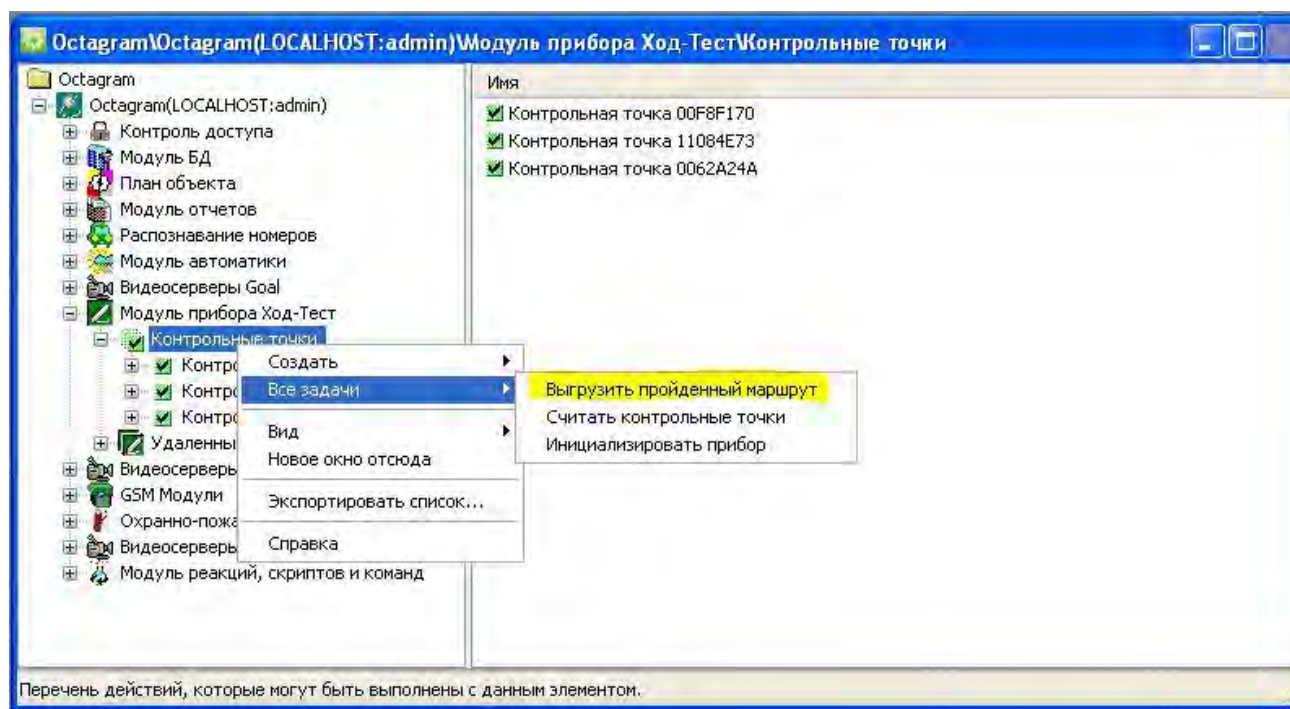 Octagram\Octagram(LOCALHOST:admin)\Модуль прибора Ход-Тест\Контрольные точки
Octagram
Octagram(LOCALHOST:admin)
Контроль доступа
Модуль БД
План объекта
Модуль отчетов
Распознавание номеров
Модуль автоматики
Видеосерверы Goal
Модуль прибора Ход-Тест
Контрольные точки
Контро
Контро
Контро
Удаленны
Видеосерверы
GSM Модули
Охранно-пожа
Видеосерверы
Модуль реакций, скриптов и команд
Имя
Контрольная точка 00F8F170
Контрольная точка 11084E73
Контрольная точка 0062A24A
Создать
Все задачи
Вид
Новое окно отсюда
Экспортировать список...
Справка
Выгрузить пройденный маршрут
Считать контрольные точки
Инициализировать прибор
Перечень действий, которые могут быть выполнены с данным элементом.